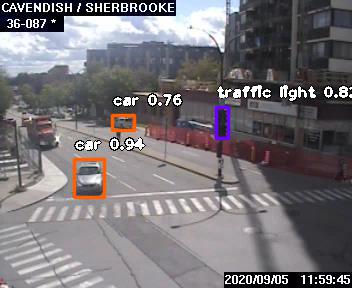 CAVENDISH / SHERBROOKE
36-087 *
traffic light 0.82
car 0.76
car 0.94
2020/09/05 11:59:45